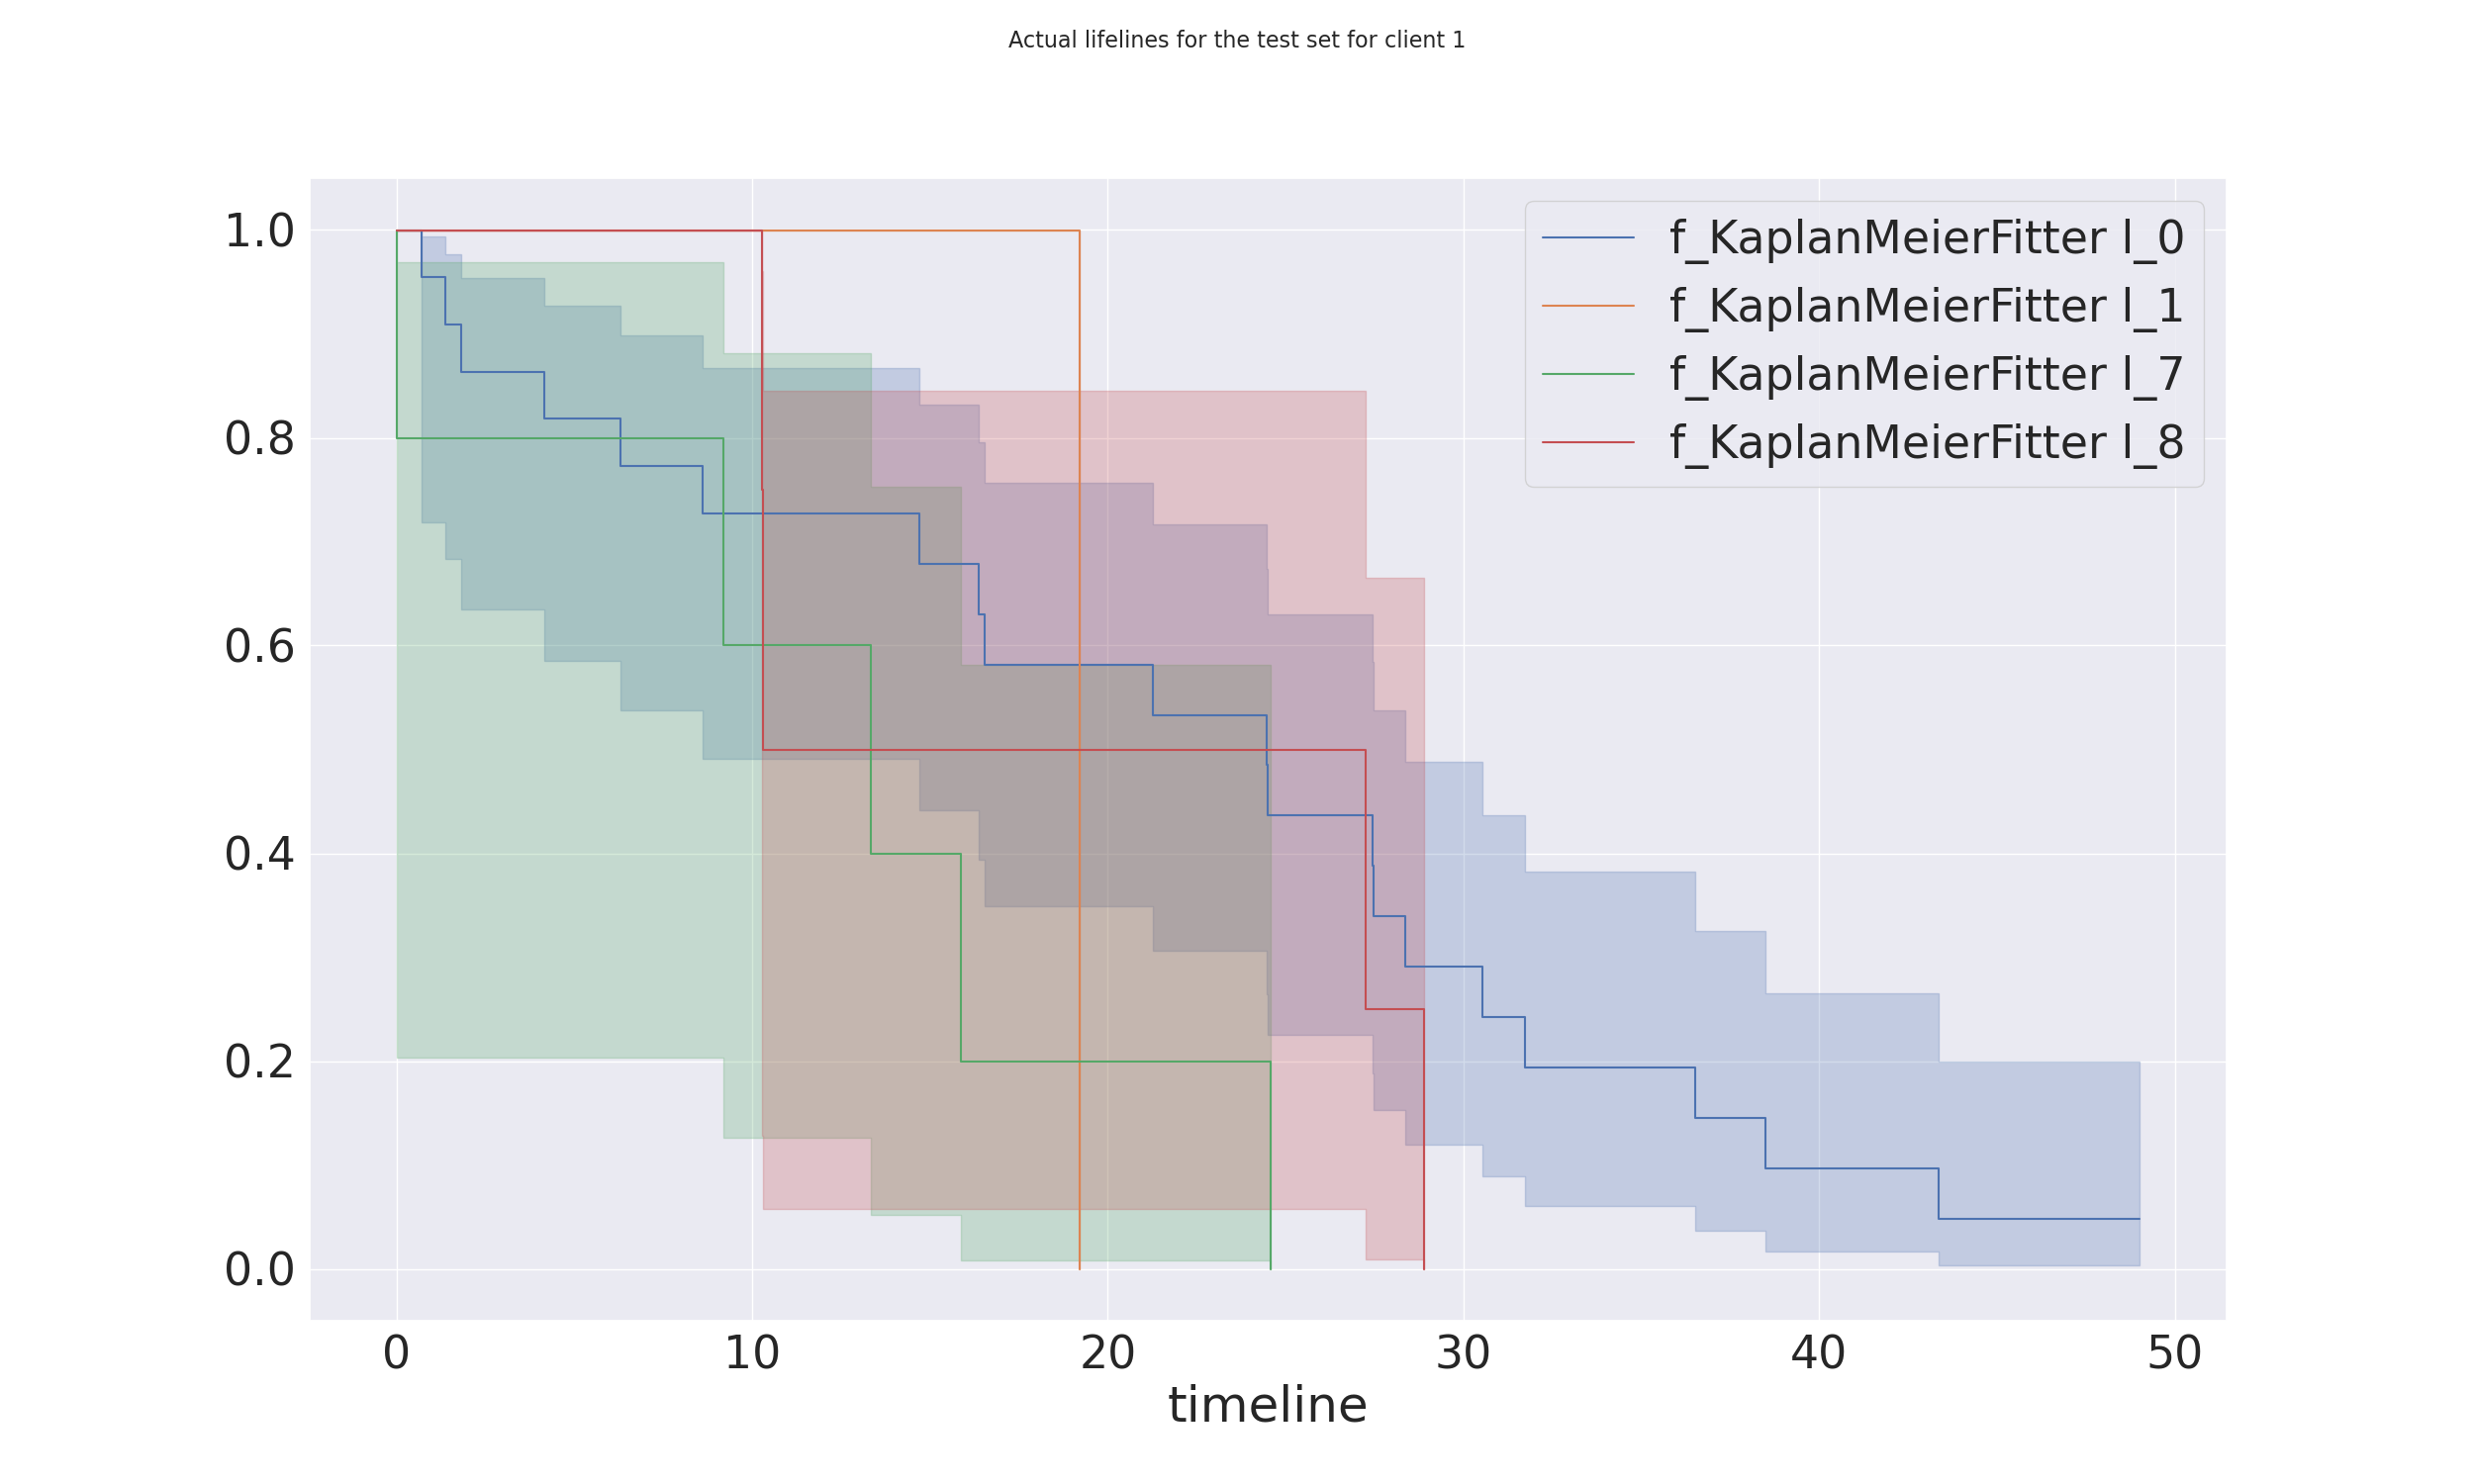 Actual lifelines for the test set for client 1
1.0
0.8
0.6
0.4
0.2
0.0
f_KaplanMeierFitter l_0
f_KaplanMeierFitter l_1
f_KaplanMeierFitter l_7
f_KaplanMeierFitter l_8
0 10 20 30 40 50
timeline